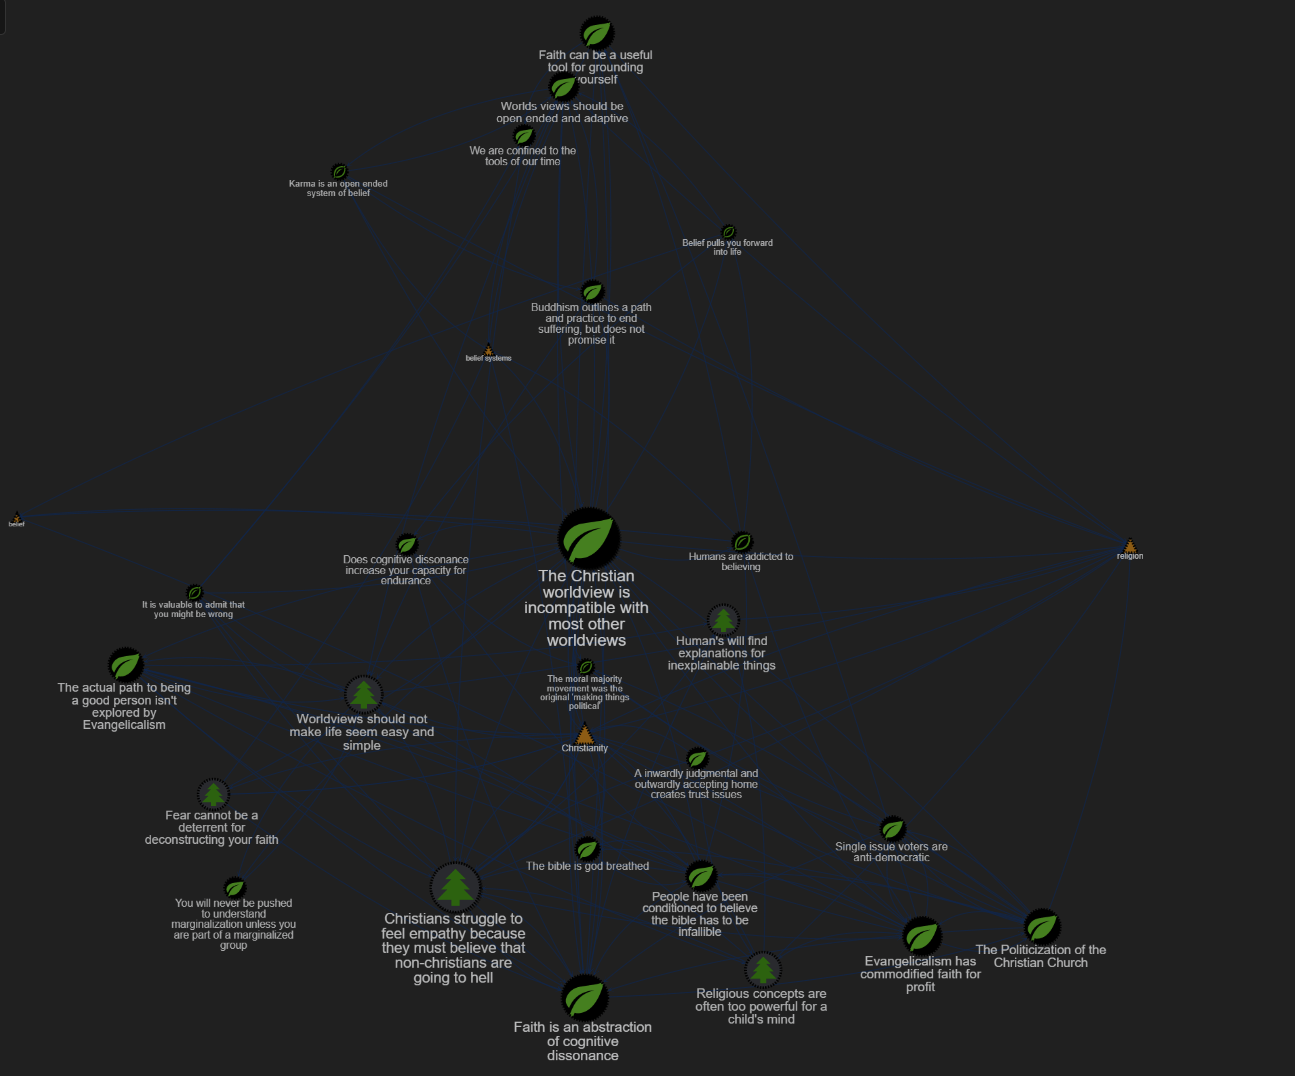 Faith can be a useful
tool for grounding
yourself
Worlds views should be
open ended and adaptive
We are confined to the
tools of our time
Karma is an open ended
system of belief
Belief pulls you forward
into life
Buddhism outlines a path
and practice to end
suffering, but does not
promise it
belief systems
belief
Does cognitive dissonance
increase your capacity for
endurance
The Christian
worldview is
incompatible with
most other
worldviews
Humans are addicted to
believing
religion
It is valuable to admit that
you might be wrong
Human's will find
explanations for
inexplainable things
The actual path to being
a good person isn't
explored by
Evangelicalism
Worldviews should not
make life seem easy and
simple
The moral majority
movement was the
original 'making things
political'
Christianity
A inwardly judgmental and
outwardly accepting home
creates trust issues
Fear cannot be a
deterrent for
deconstructing your faith
Single issue voters are
anti-democratic
The bible is god breathed
You will never be pushed
to understand
marginalization unless you
are part of a marginalized
group
Christians struggle to
feel empathy because
they must believe that
non-christians are
going to hell
People have been
conditioned to believe
the bible has to be
infallible
Evangelicalism has
commodified faith for
profit
The Politicization of the
Christian Church
Religious concepts are
often too powerful for a
child's mind
Faith is an abstraction
of cognitive
dissonance